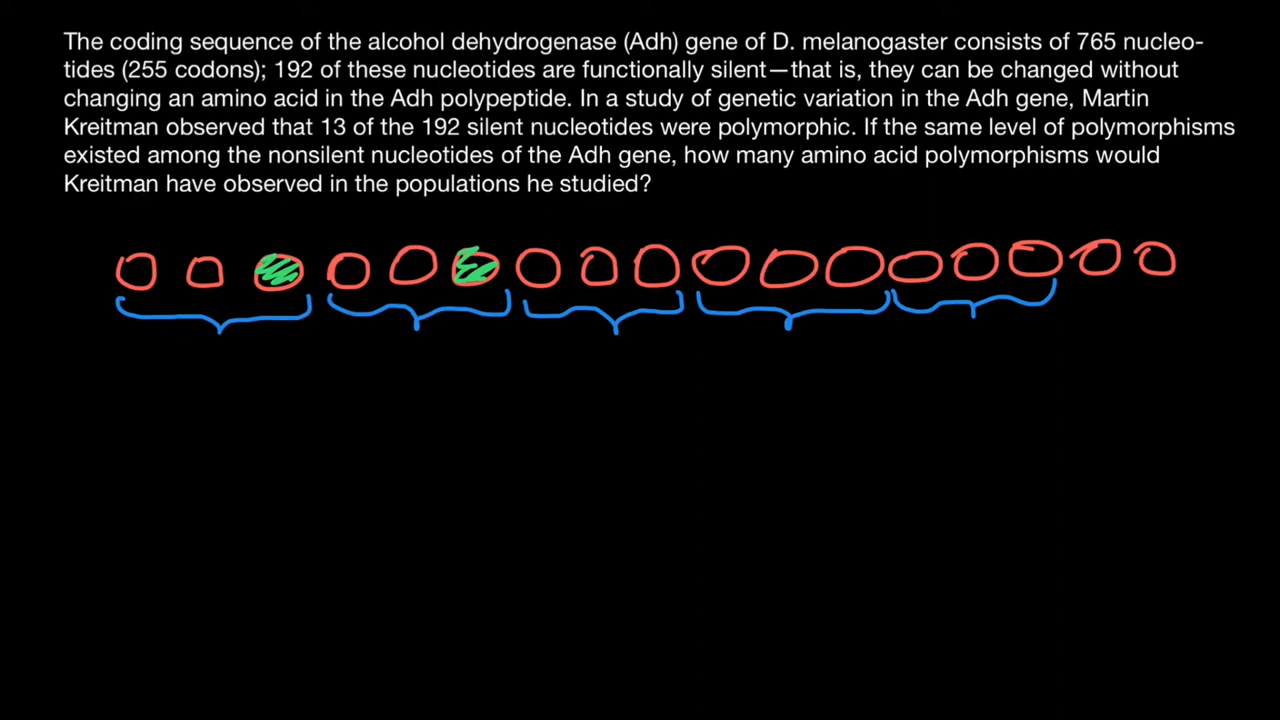 The coding sequence of the alcohol dehydrogenase (Adh) gene of D. melanogaster consists of 765 nucleo-
tides (255 codons); 192 of these nucleotides are functionally silent—that is, they can be changed without
changing an amino acid in the Adh polypeptide. In a study of genetic variation in the Adh gene, Martin
Kreitman observed that 13 of the 192 silent nucleotides were polymorphic. If the same level of polymorphisms
existed among the nonsilent nucleotides of the Adh gene, how many amino acid polymorphisms would
Kreitman have observed in the populations he studied?